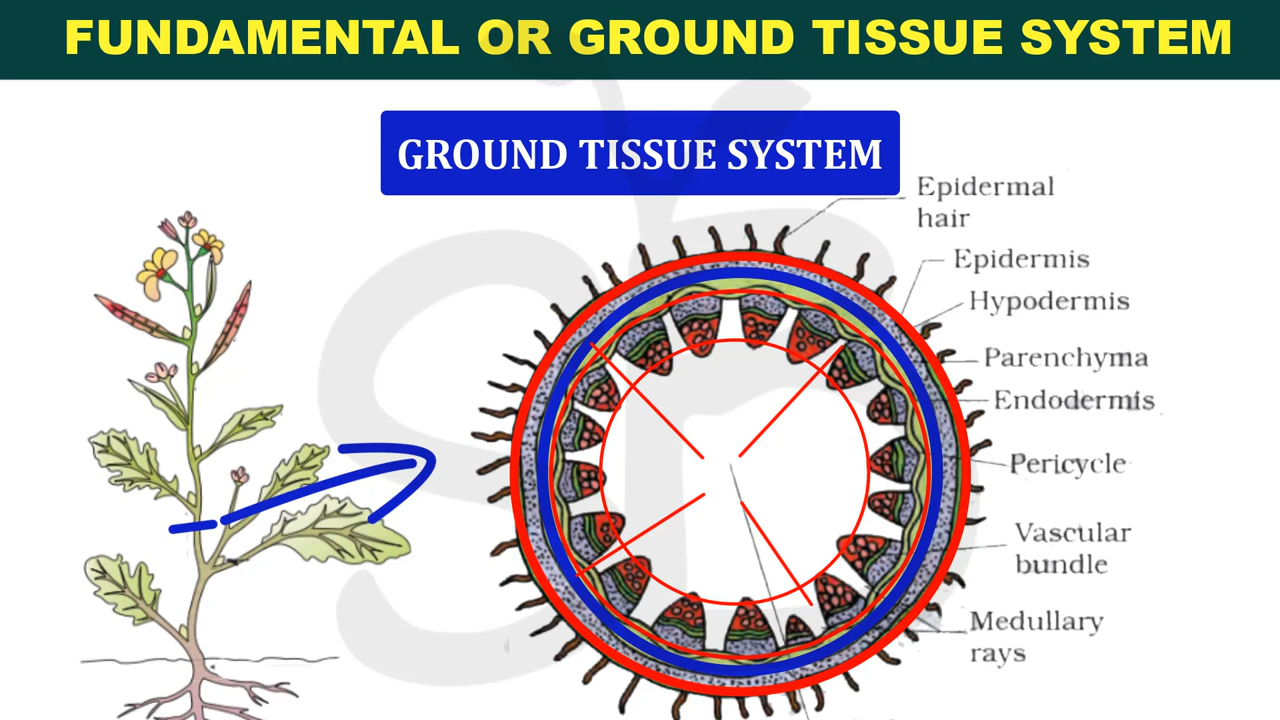 FUNDAMENTAL OR GROUND TISSUE SYSTEM
GROUND TISSUE SYSTEM
Epidermal
hair
Epidermis
Hypodermis
Parenchyma
Endodermis
Pericycle
Vascular
bundle
Medullary
rays